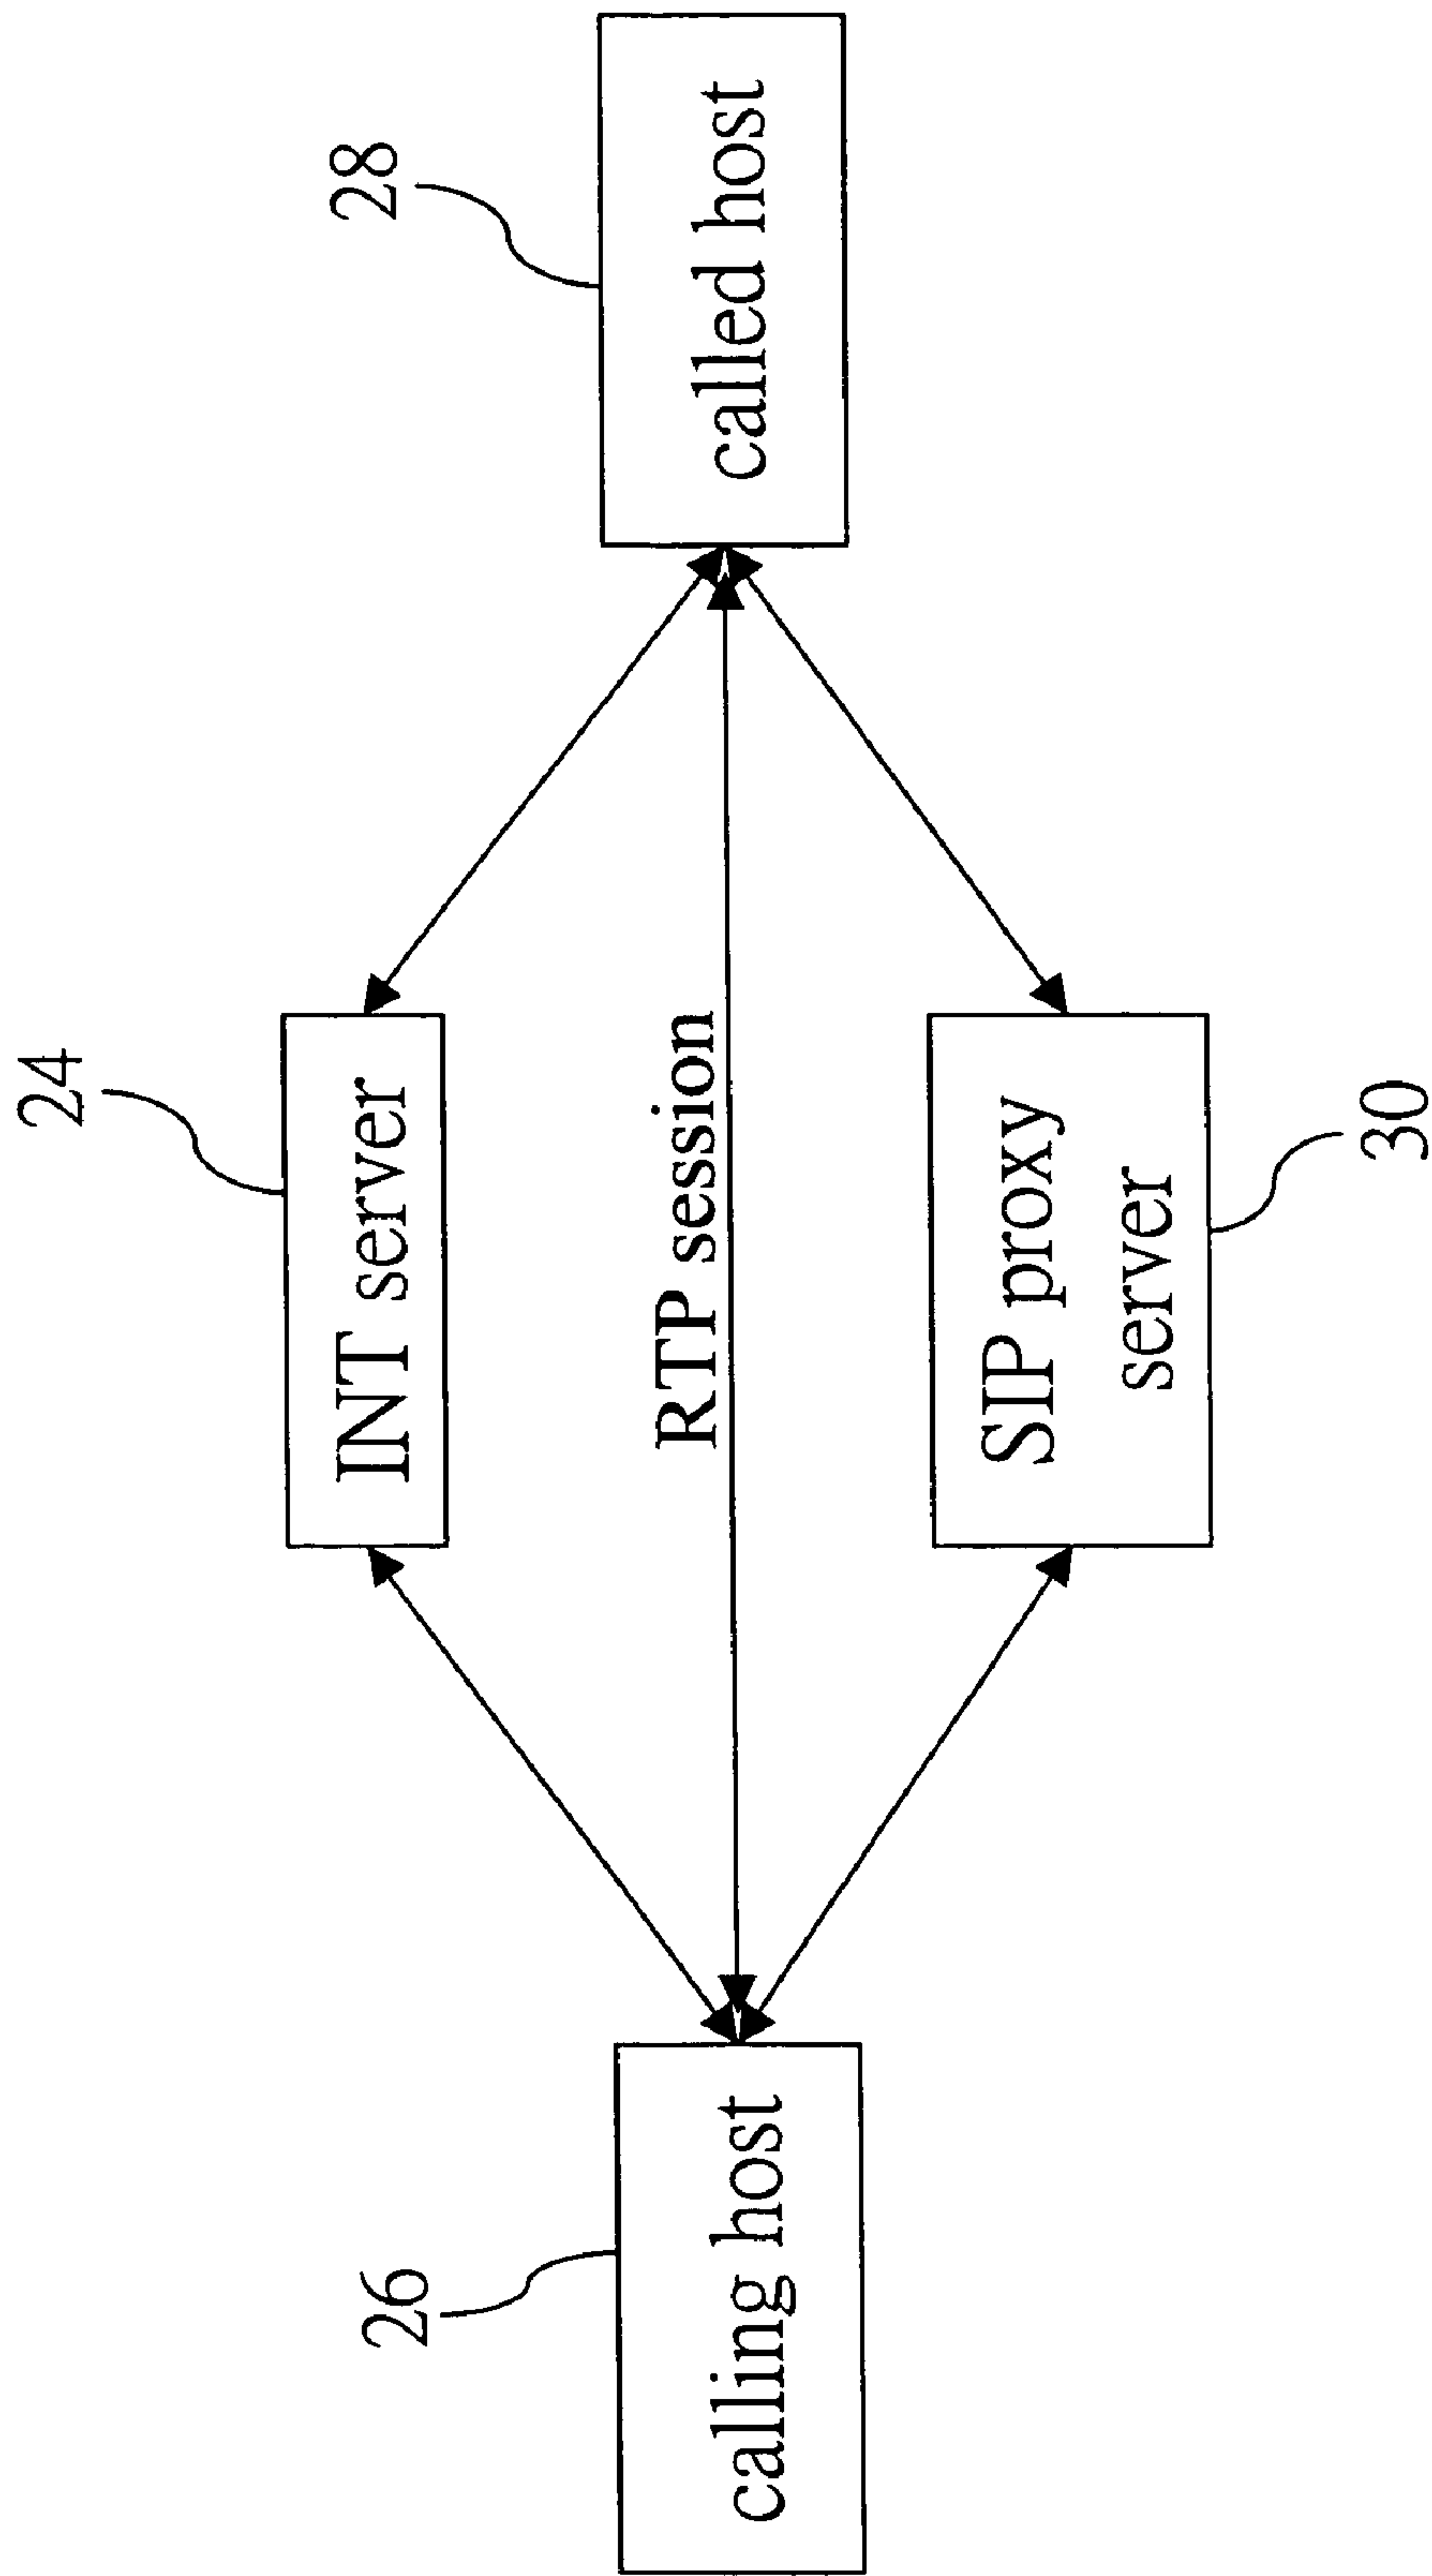 24
INT server
28
26
RTP session
calling host
called host
SIP proxy
server
30